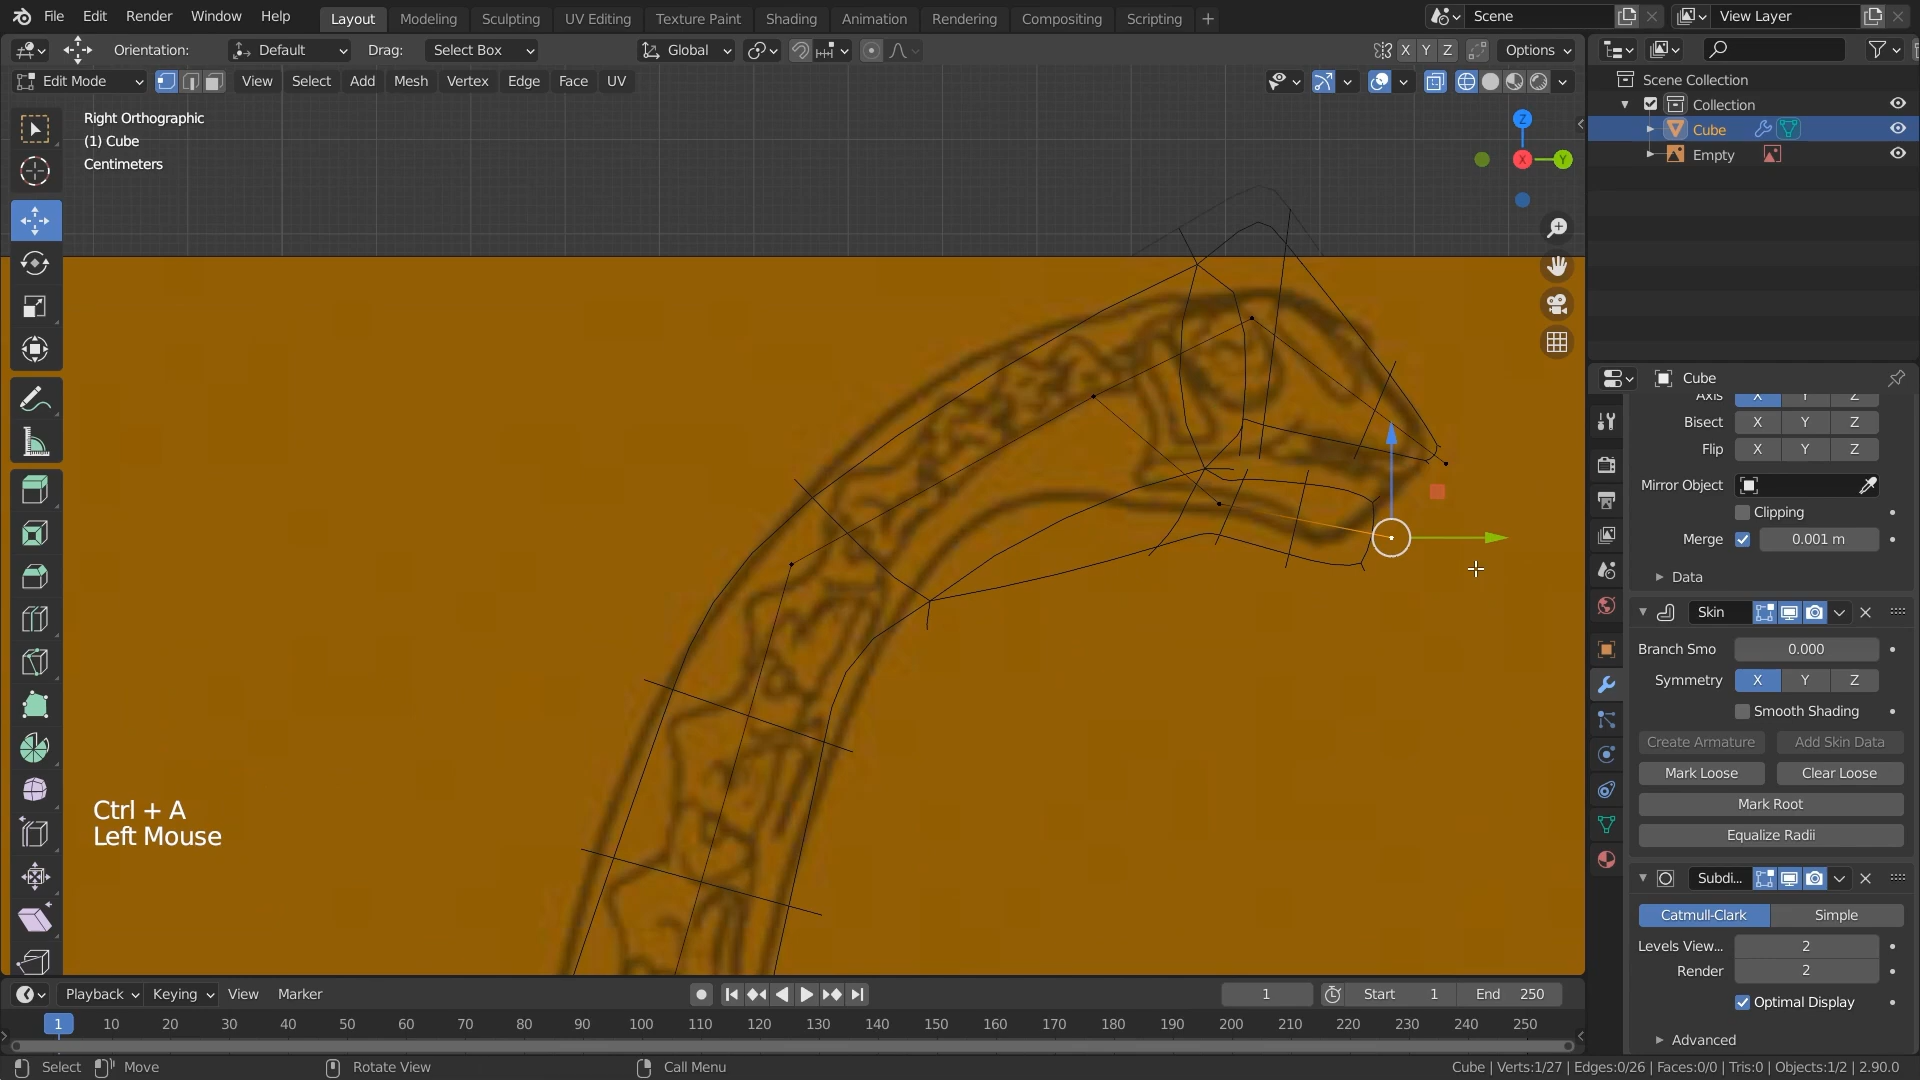 File Edit Render Window Help Layout Modeling Sculpting UV Editing Texture Paint Shading Animation Rendering Compositing Scripting + Scene View Layer
Orientation: Default Drag: Select Box Global X Y Z Options
Edit Mode View Select Add Mesh Vertex Edge Face UV
Scene Collection
Collection
Cube
Empty
Right Orthographic
(1) Cube
Centimeters
Z
X
Y
Cube
Axis X Y Z
Bisect X Y Z
Flip X Y Z
Mirror Object
Clipping
Merge 0.001 m
Data
Skin
Branch Smo 0.000
Symmetry X Y Z
Smooth Shading
Create Armature Add Skin Data
Mark Loose Clear Loose
Mark Root
Equalize Radii
Subdi...
Catmull-Clark Simple
Levels View... 2
Render 2
Optimal Display
Advanced
Ctrl + A
Left Mouse
Playback Keying View Marker 1 Start 1 End 250
1 10 20 30 40 50 60 70 80 90 100 110 120 130 140 150 160 170 180 190 200 210 220 230 240 250
Select Move Rotate View Call Menu Cube | Verts:1/27 | Edges:0/26 | Faces:0/0 | Tris:0 | Objects:1/2 | 2.90.0